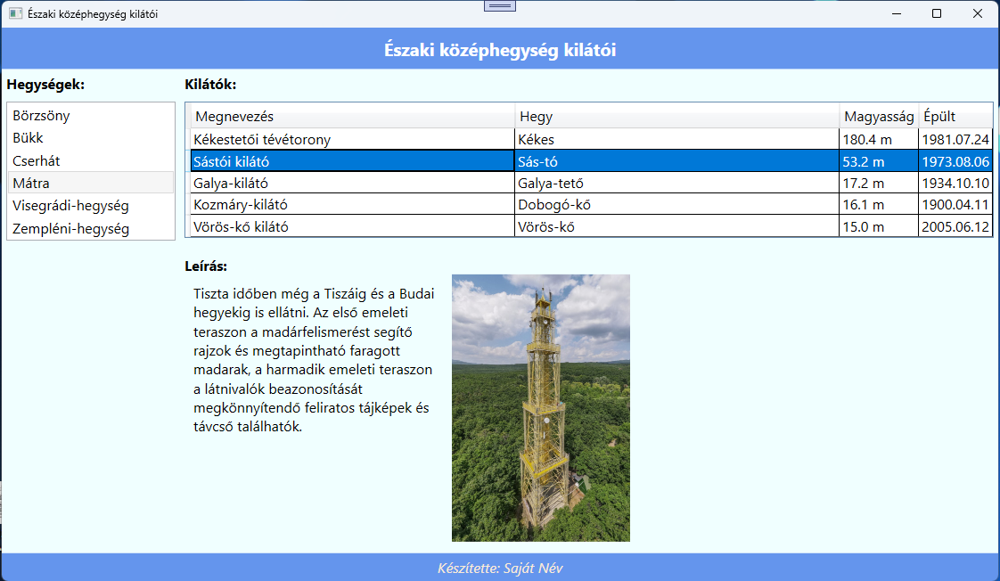 Északi középhegység kilátói
Északi középhegység kilátói
Hegységek:
Börzsöny
Bükk
Cserhát
Mátra
Visegrádi-hegység
Zempléni-hegység
Kilátók:
Megnevezés Hegy Magyasság Épült
Kékestetői tévétorony Kékes 180.4 m 1981.07.24
Sástói kilátó Sás-tó 53.2 m 1973.08.06
Galya-kilátó Galya-tető 17.2 m 1934.10.10
Kozmáry-kilátó Dobogó-kő 16.1 m 1900.04.11
Vörös-kő kilátó Vörös-kő 15.0 m 2005.06.12
Leírás:
Tiszta időben még a Tiszáig és a Budai
hegyekig is ellátni. Az első emeleti
teraszon a madárfelismerést segítő
rajzok és megtapintható faragott
madarak, a harmadik emeleti teraszon
a látnivalók beazonosítását
megkönnyítendő feliratos tájképek és
távcső találhatók.
Készítette: Saját Név